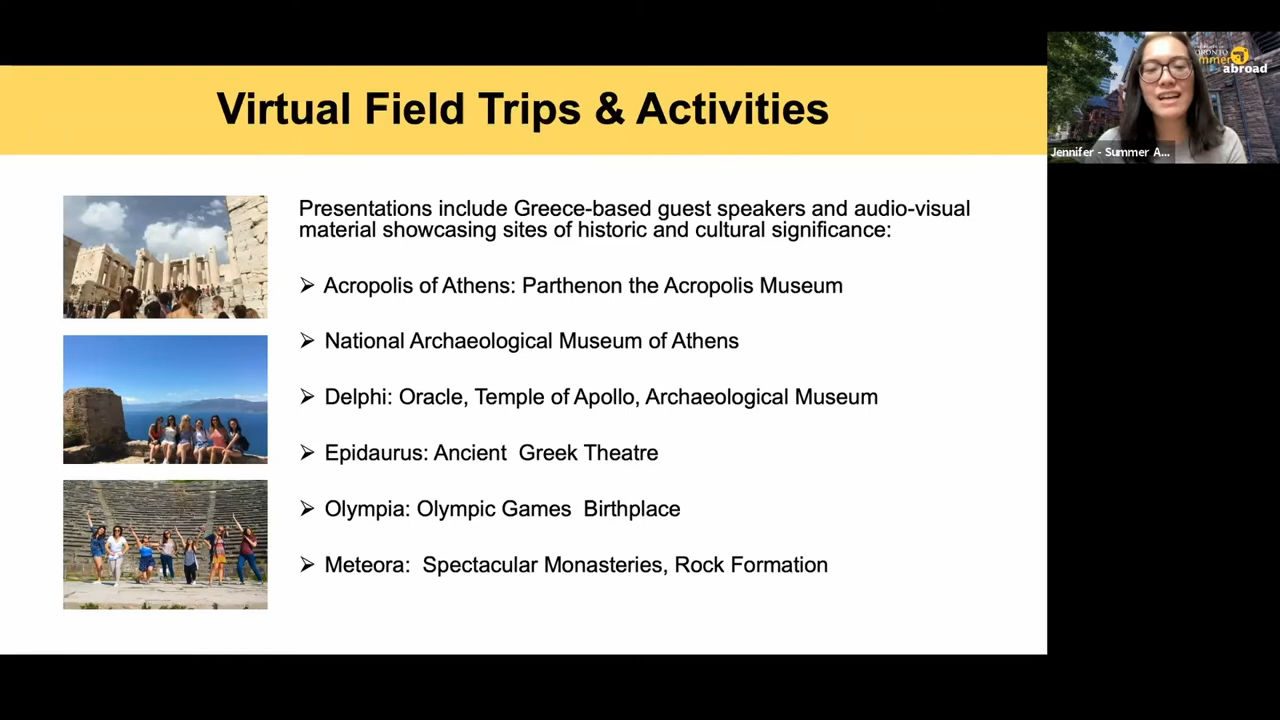 Virtual Field Trips & Activities
Presentations include Greece-based guest speakers and audio-visual
material showcasing sites of historic and cultural significance:
➢ Acropolis of Athens: Parthenon the Acropolis Museum
➢ National Archaeological Museum of Athens
➢ Delphi: Oracle, Temple of Apollo, Archaeological Museum
➢ Epidaurus: Ancient  Greek Theatre
➢ Olympia: Olympic Games  Birthplace
➢ Meteora:  Spectacular Monasteries, Rock Formation
abroad
Jennifer - Summer A...